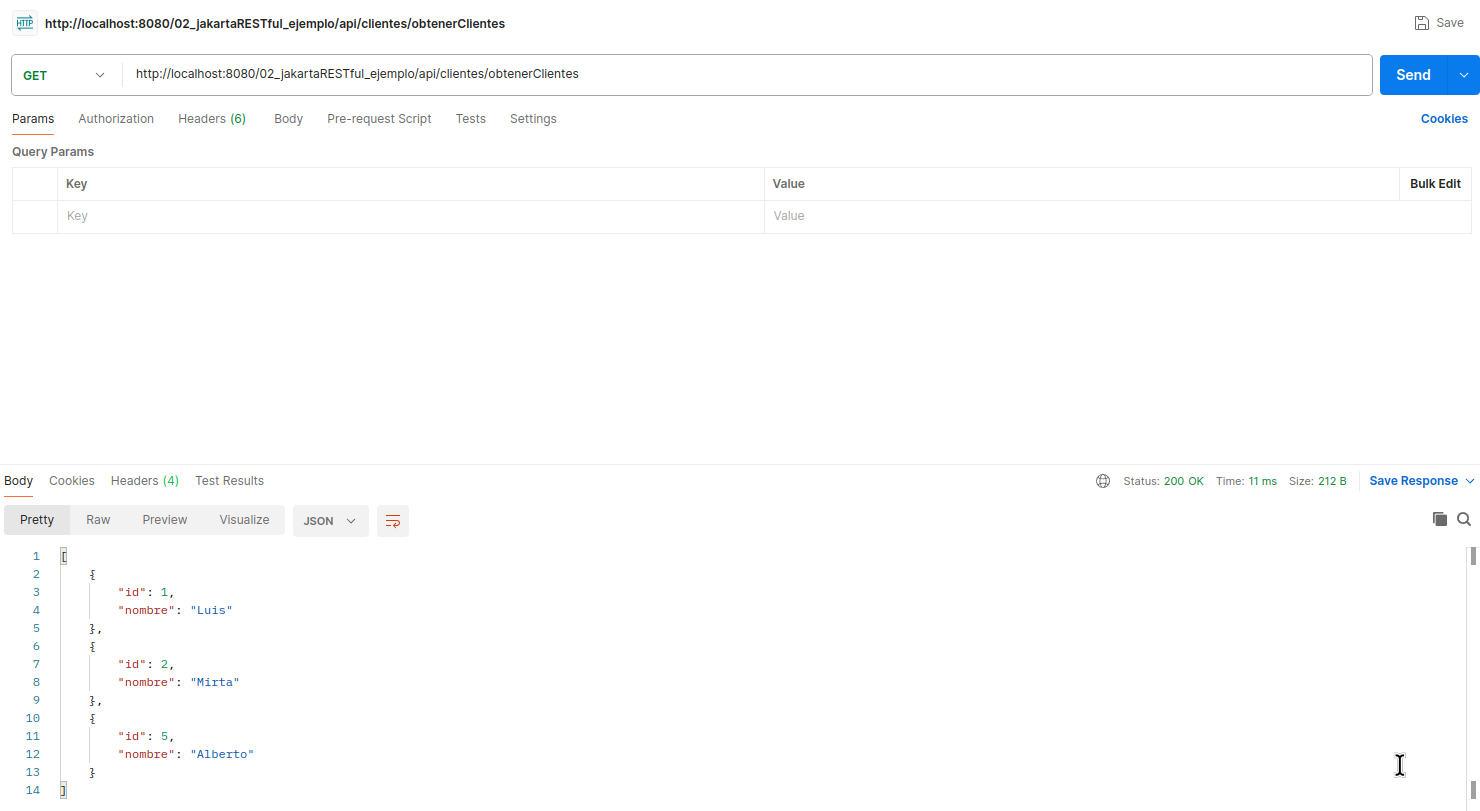 HTTP http://localhost:8080/02_jakartaRESTful_ejemplo/api/clientes/obtenerClientes Save
GET http://localhost:8080/02_jakartaRESTful_ejemplo/api/clientes/obtenerClientes Send
Params Authorization Headers (6) Body Pre-request Script Tests Settings Cookies
Query Params
Key Value Bulk Edit
Key Value
Body Cookies Headers (4) Test Results Status: 200 OK Time: 11 ms Size: 212 B Save Response
Pretty Raw Preview Visualize JSON
1 [
2 {
3 "id": 1,
4 "nombre": "Luis"
5 },
6 {
7 "id": 2,
8 "nombre": "Mirta"
9 },
10 {
11 "id": 5,
12 "nombre": "Alberto"
13 }
14 ]